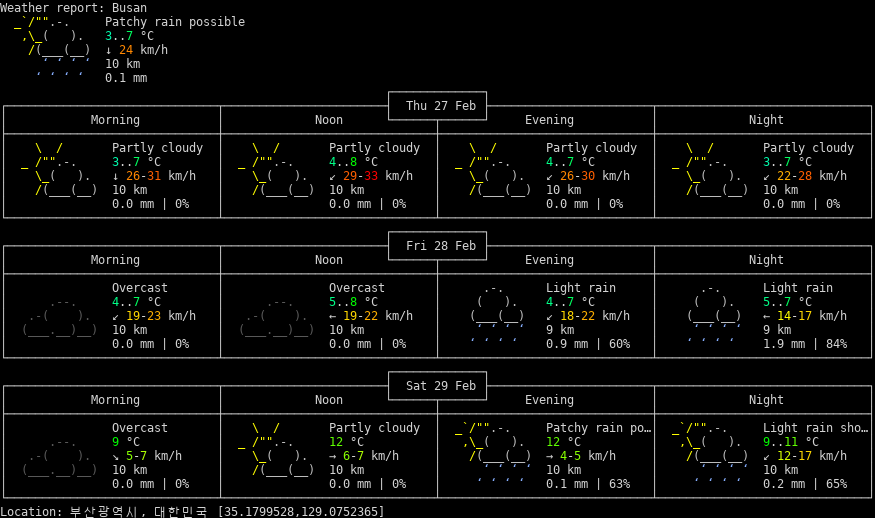 Weather report: Busan
Patchy rain possible
3..7 °C
↓ 24 km/h
10 km
0.1 mm
Thu 27 Feb
Morning Noon Evening Night
Partly cloudy Partly cloudy Partly cloudy Partly cloudy
3..7 °C 4..8 °C 4..7 °C 3..7 °C
↓ 26-31 km/h ↙ 29-33 km/h ↙ 26-30 km/h ↙ 22-28 km/h
10 km 10 km 10 km 10 km
0.0 mm | 0% 0.0 mm | 0% 0.0 mm | 0% 0.0 mm | 0%
Fri 28 Feb
Morning Noon Evening Night
Overcast Overcast Light rain Light rain
4..7 °C 5..8 °C 4..7 °C 5..7 °C
↙ 19-23 km/h ← 19-22 km/h ↙ 18-22 km/h ← 14-17 km/h
10 km 10 km 9 km 9 km
0.0 mm | 0% 0.0 mm | 0% 0.9 mm | 60% 1.9 mm | 84%
Sat 29 Feb
Morning Noon Evening Night
Overcast Partly cloudy Patchy rain po… Light rain sho…
9 °C 12 °C 12 °C 9..11 °C
↘ 5-7 km/h → 6-7 km/h → 4-5 km/h ↙ 12-17 km/h
10 km 10 km 10 km 10 km
0.0 mm | 0% 0.0 mm | 0% 0.1 mm | 63% 0.2 mm | 65%
Location: 부산광역시, 대한민국 [35.1799528,129.0752365]